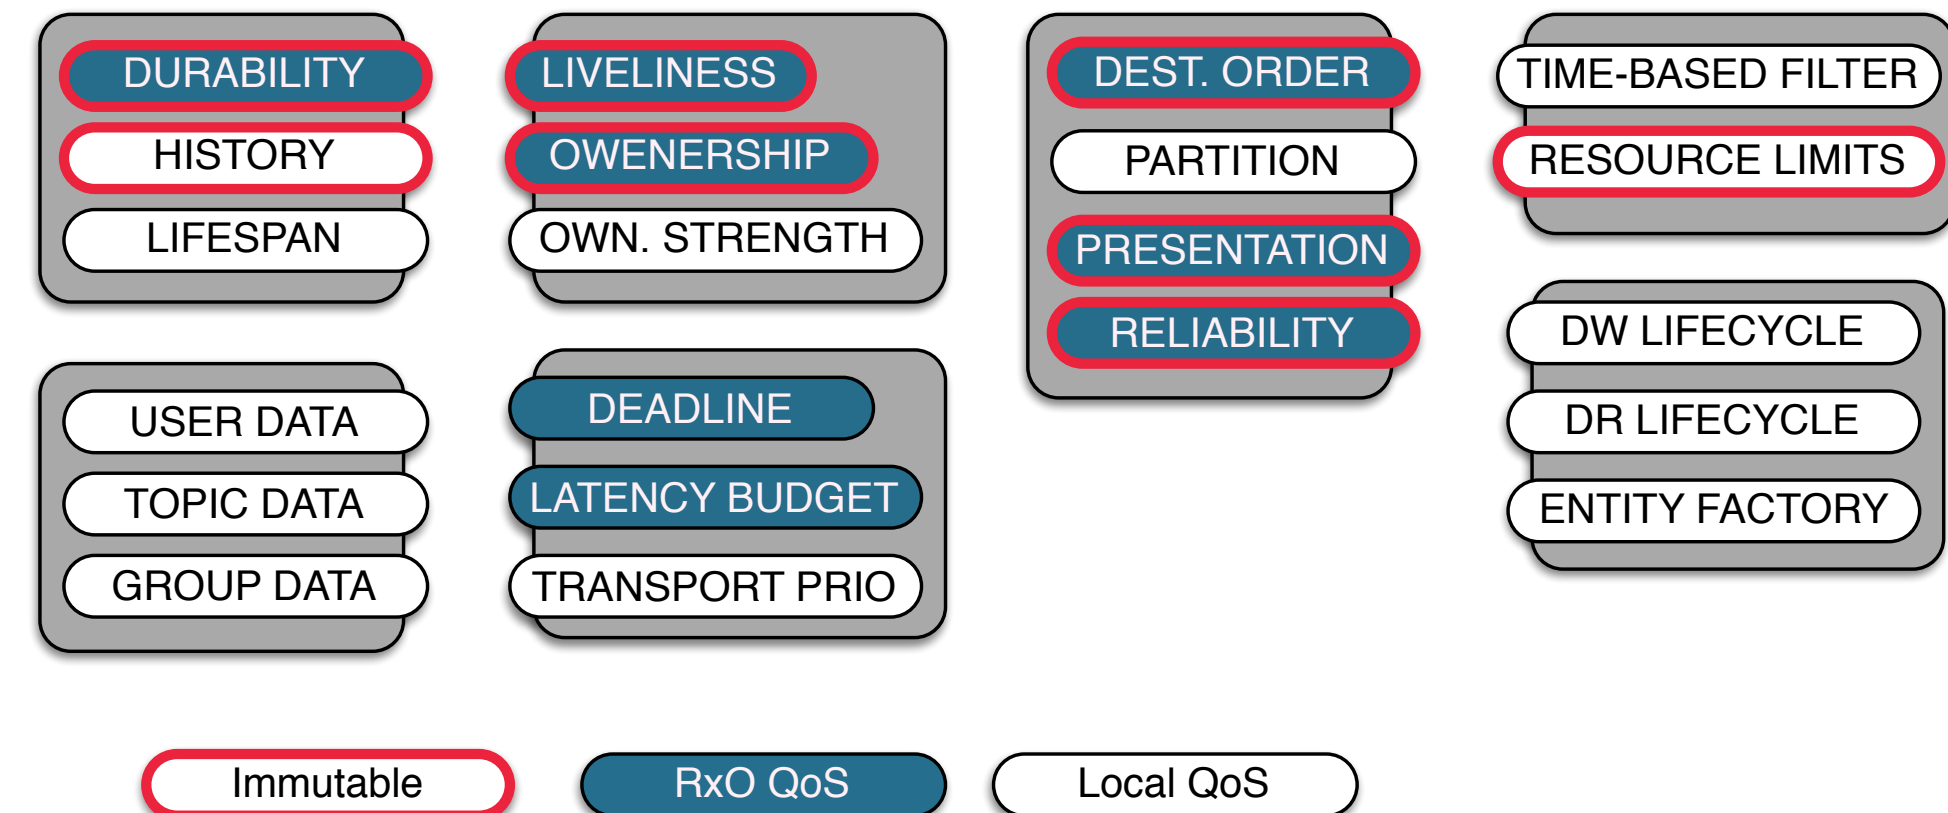 DURABILITY
HISTORY
LIFESPAN
LIVELINESS
OWENERSHIP
OWN. STRENGTH
DEST. ORDER
PARTITION
PRESENTATION
RELIABILITY
TIME-BASED FILTER
RESOURCE LIMITS
USER DATA
TOPIC DATA
GROUP DATA
DEADLINE
LATENCY BUDGET
TRANSPORT PRIO
DW LIFECYCLE
DR LIFECYCLE
ENTITY FACTORY
Immutable
RxO QoS
Local QoS